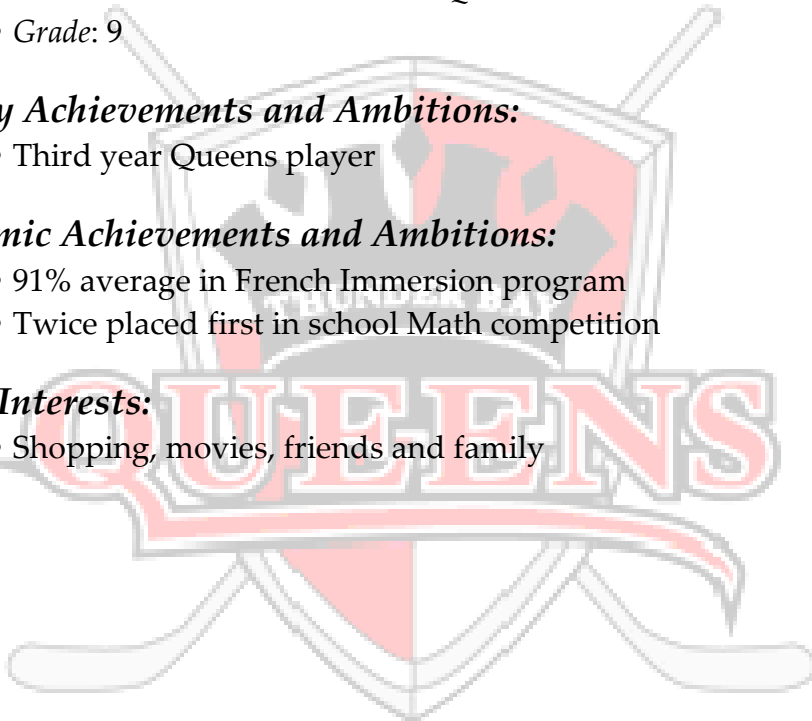 Grade: 9
Achievements and Ambitions:
Third year Queens player
Achievements and Ambitions:
91% average in French Immersion program
THUNDER BAY
Twice placed first in school Math competition
Interests:
QUEENS
Shopping, movies, friends and family